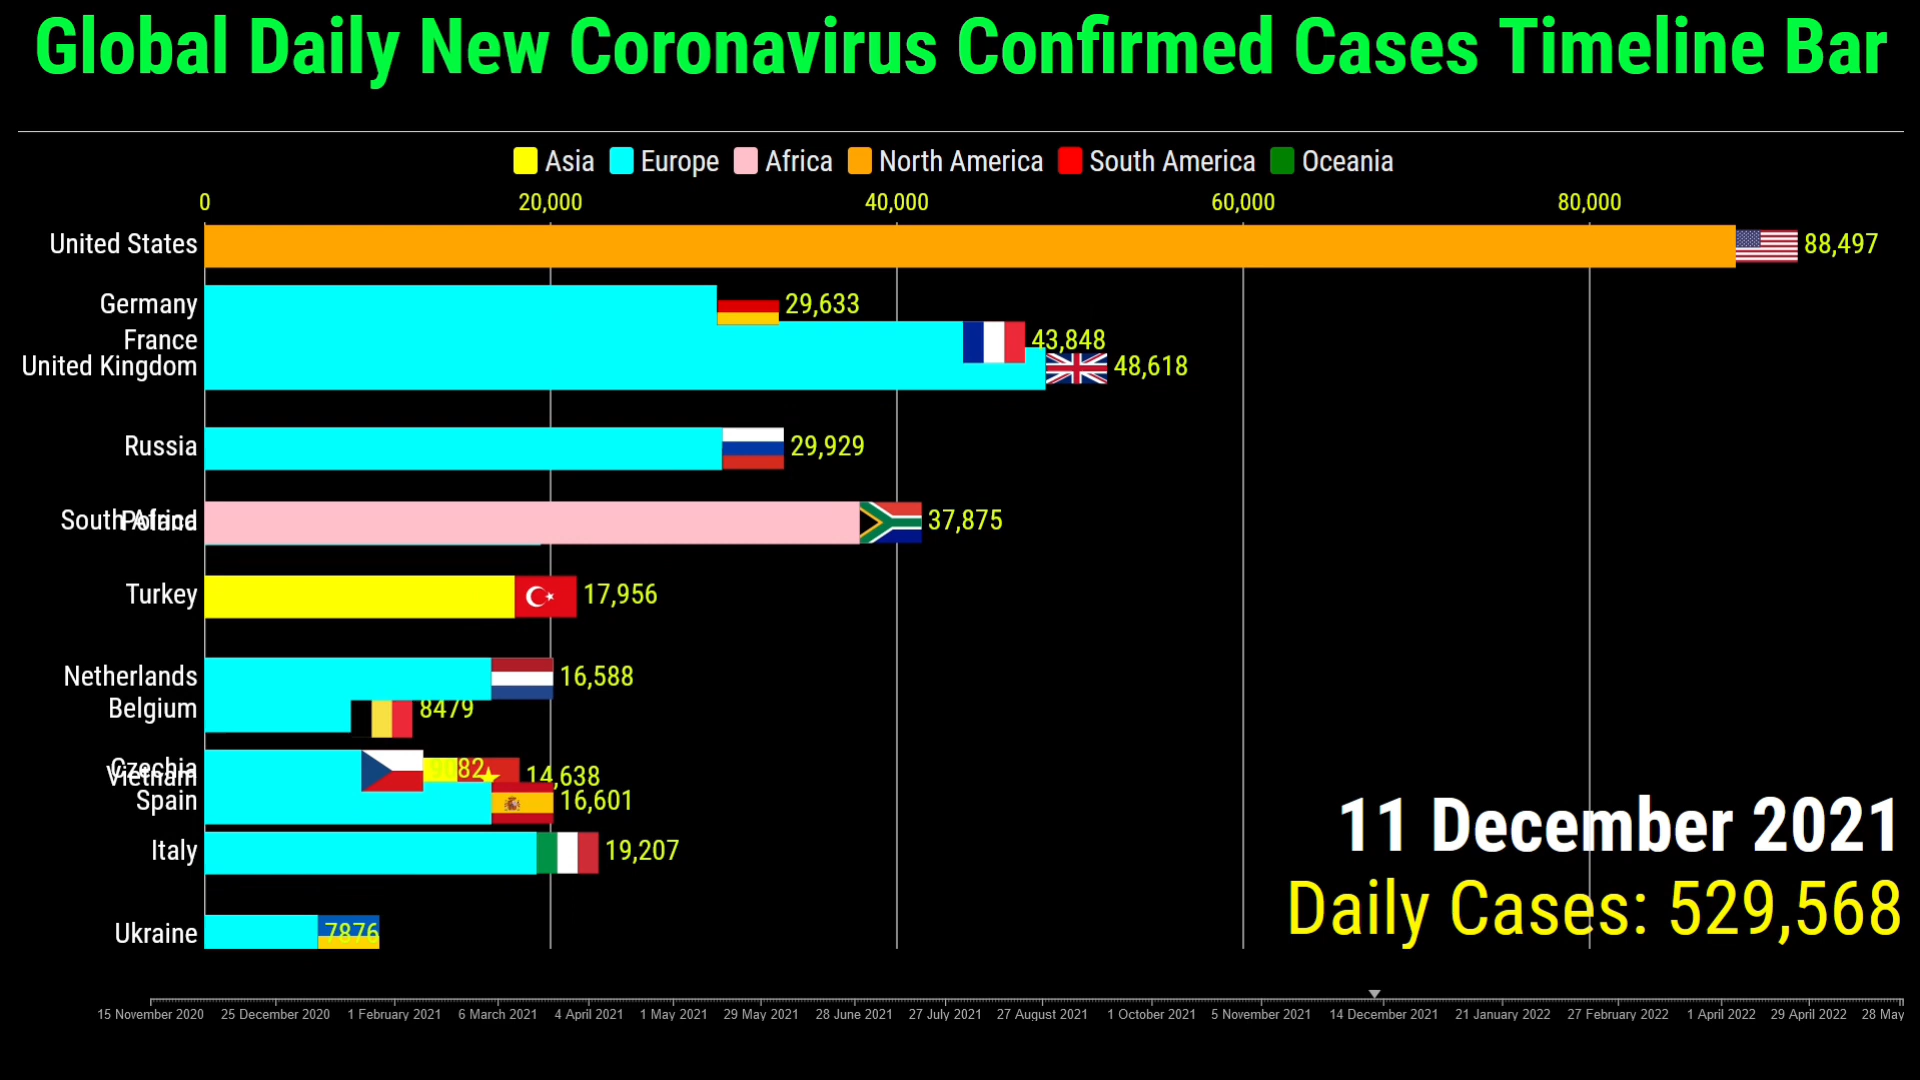 Global Daily New Coronavirus Confirmed Cases Timeline Bar
Asia Europe Africa North America South America Oceania
0 20,000 40,000 60,000 80,000
United States 88,497
Germany 29,633
France 43,848
United Kingdom 48,618
Russia 29,929
South Africa 37,875
Poland
Turkey 17,956
Netherlands 16,588
Belgium 8479
Czechia 9082
Vietnam 14,638
Spain 16,601
Italy 19,207
11 December 2021
Daily Cases: 529,568
Ukraine 7876
15 November 2020 25 December 2020 1 February 2021 6 March 2021 4 April 2021 1 May 2021 29 May 2021 28 June 2021 27 July 2021 27 August 2021 1 October 2021 5 November 2021 14 December 2021 21 January 2022 27 February 2022 1 April 2022 29 April 2022 28 May